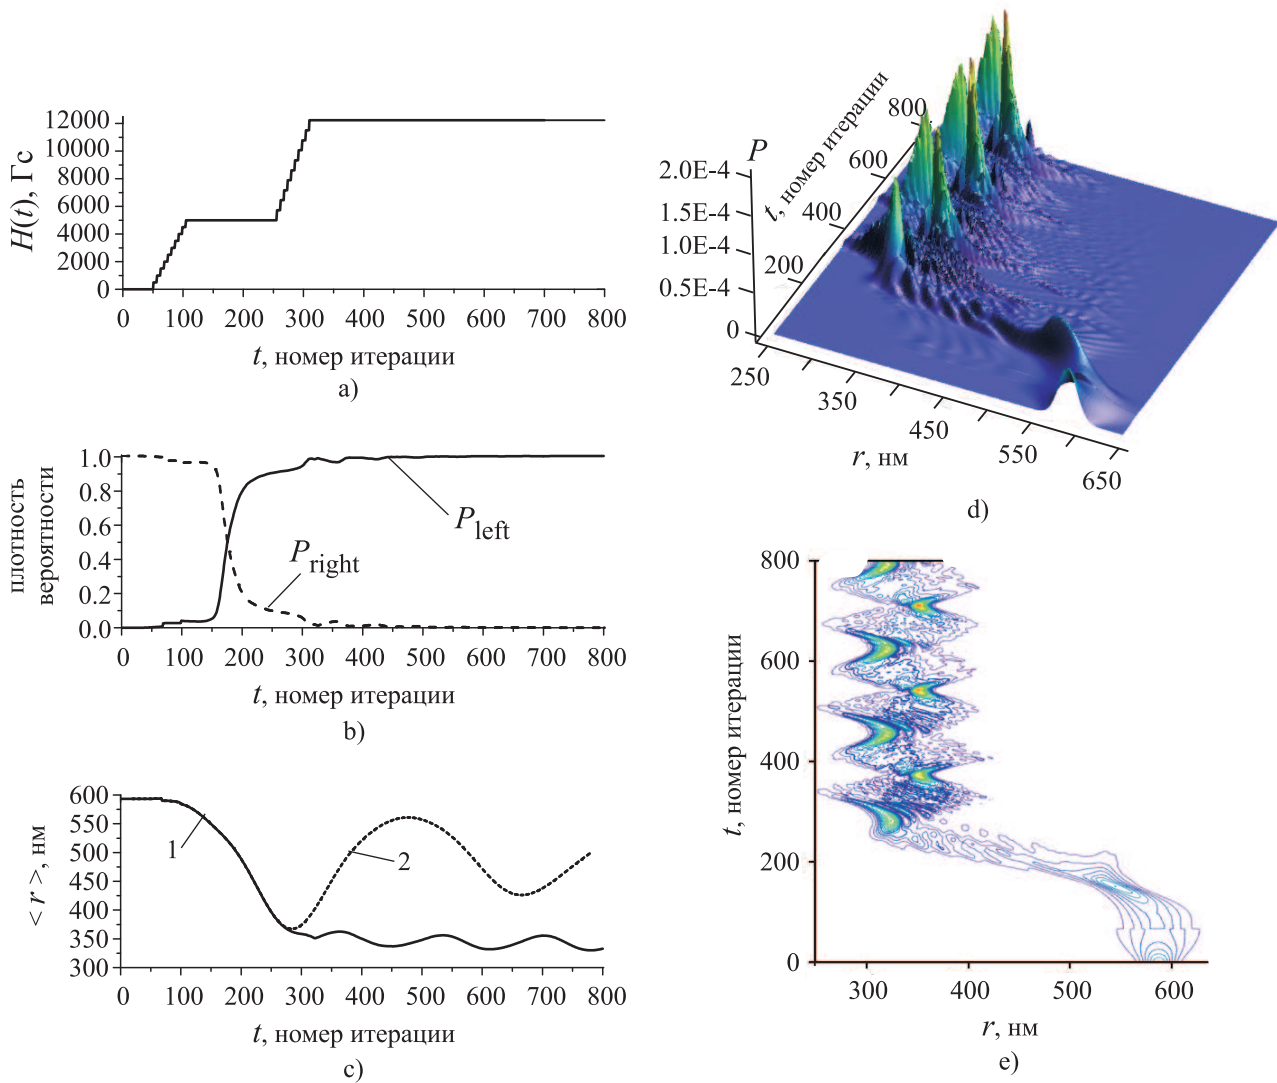 12000
10000
8000
6000
4000
2000
0
H(t), Гс
0 100 200 300 400 500 600 700 800
t, номер итерации
a)
1.0
0.8
0.6
0.4
0.2
0.0
плотность
вероятности
P left
P right
0 100 200 300 400 500 600 700 800
t, номер итерации
b)
600
550
500
450
400
350
300
< r >, нм
1
2
0 100 200 300 400 500 600 700 800
t, номер итерации
c)
P
2.0E-4
1.5E-4
1.0E-4
0.5E-4
0
t, номер итерации
800
600
400
200
250
350
450
550
650
r, нм
d)
800
600
400
200
0
t, номер итерации
300 400 500 600
r, нм
e)